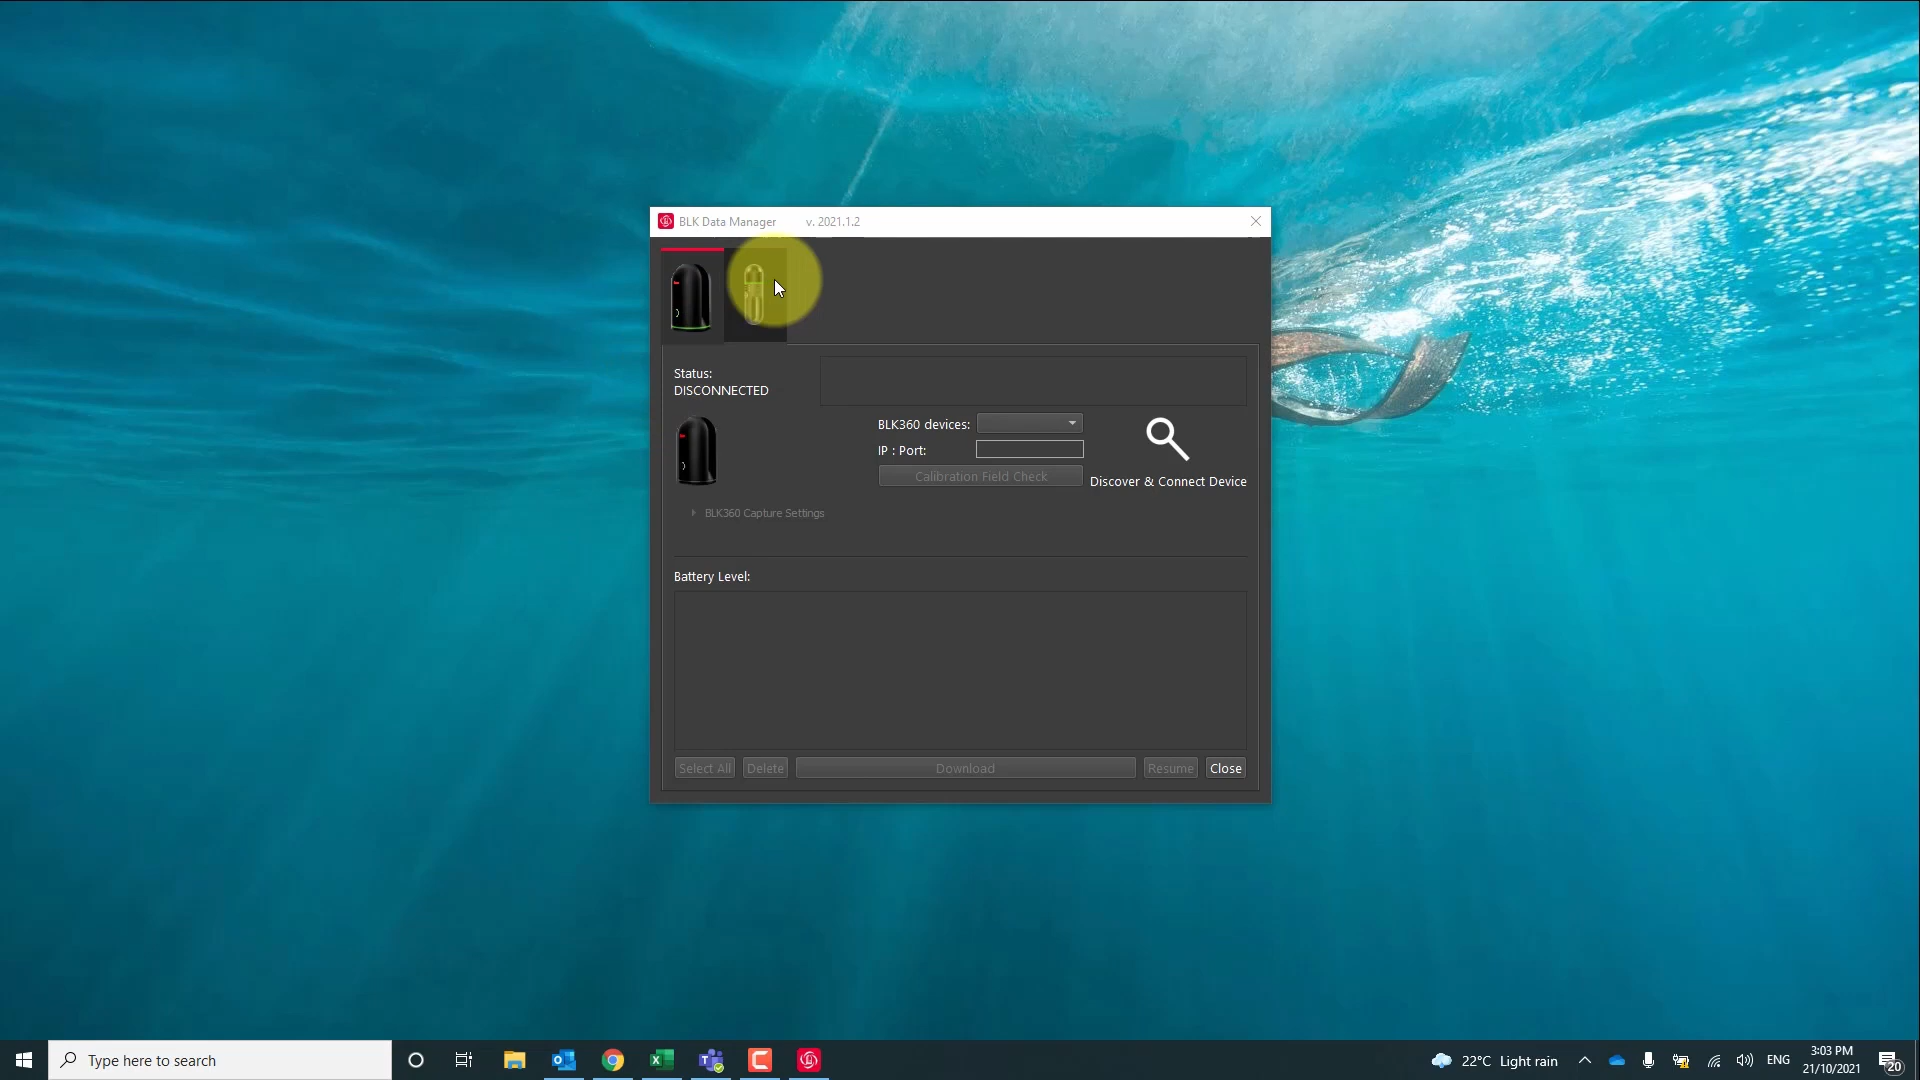 BLK Data Manager v. 2021.1.2
Status:
DISCONNECTED
BLK360 devices:
IP : Port:
Calibration Field Check
Discover & Connect Device
BLK360 Capture Settings
Battery Level:
Select All Delete Download Resume Close
Type here to search
22°C Light rain
ENG
3:03 PM
21/10/2021
20